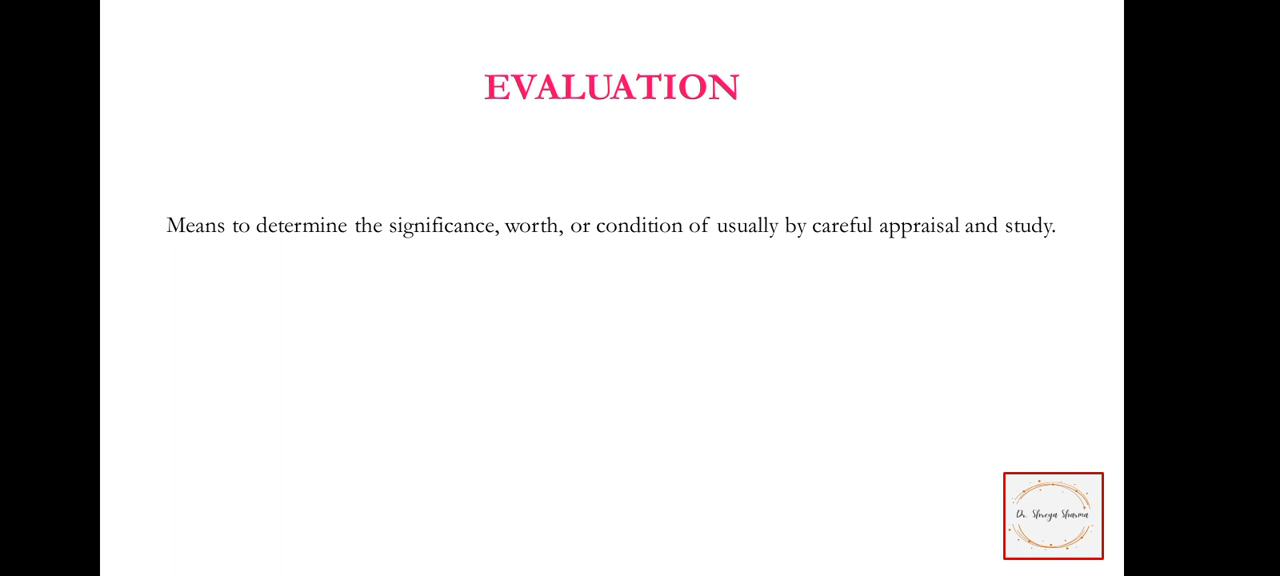 EVALUATION
Means to determine the significance, worth, or condition of usually by careful appraisal and study.
Dr. Shreya Sharma